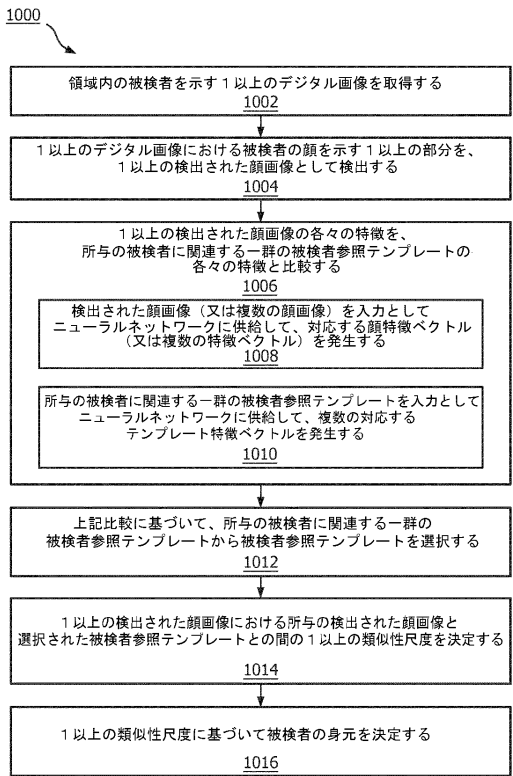 1000
領域内の被検者を示す１以上のデジタル画像を取得する
1002
１以上のデジタル画像における被検者の顔を示す１以上の部分を、
１以上の検出された顔画像として検出する
1004
１以上の検出された顔画像の各々の特徴を、
所与の被検者に関連する一群の被検者参照テンプレートの
各々の特徴と比較する
1006
検出された顔画像（又は複数の顔画像）を入力として
ニューラルネットワークに供給して、対応する顔特徴ベクトル
（又は複数の特徴ベクトル）を発生する
1008
所与の被検者に関連する一群の被検者参照テンプレートを入力として
ニューラルネットワークに供給して、複数の対応する
テンプレート特徴ベクトルを発生する
1010
上記比較に基づいて、所与の被検者に関連する一群の
被検者参照テンプレートから被検者参照テンプレートを選択する
1012
１以上の検出された顔画像における所与の検出された顔画像と
選択された被検者参照テンプレートとの間の１以上の類似性尺度を決定する
1014
１以上の類似性尺度に基づいて被検者の身元を決定する
1016